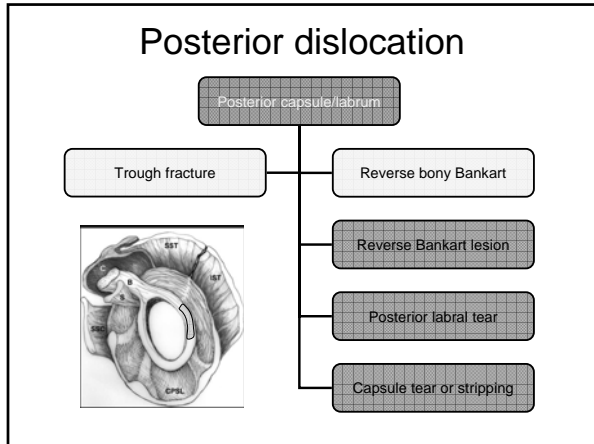 Posterior dislocation
Posterior capsule/labrum
Trough fracture
Reverse bony Bankart
Reverse Bankart lesion
Posterior labral tear
Capsule tear or stripping
SST
IST
C
B
S
SSC
CPSL